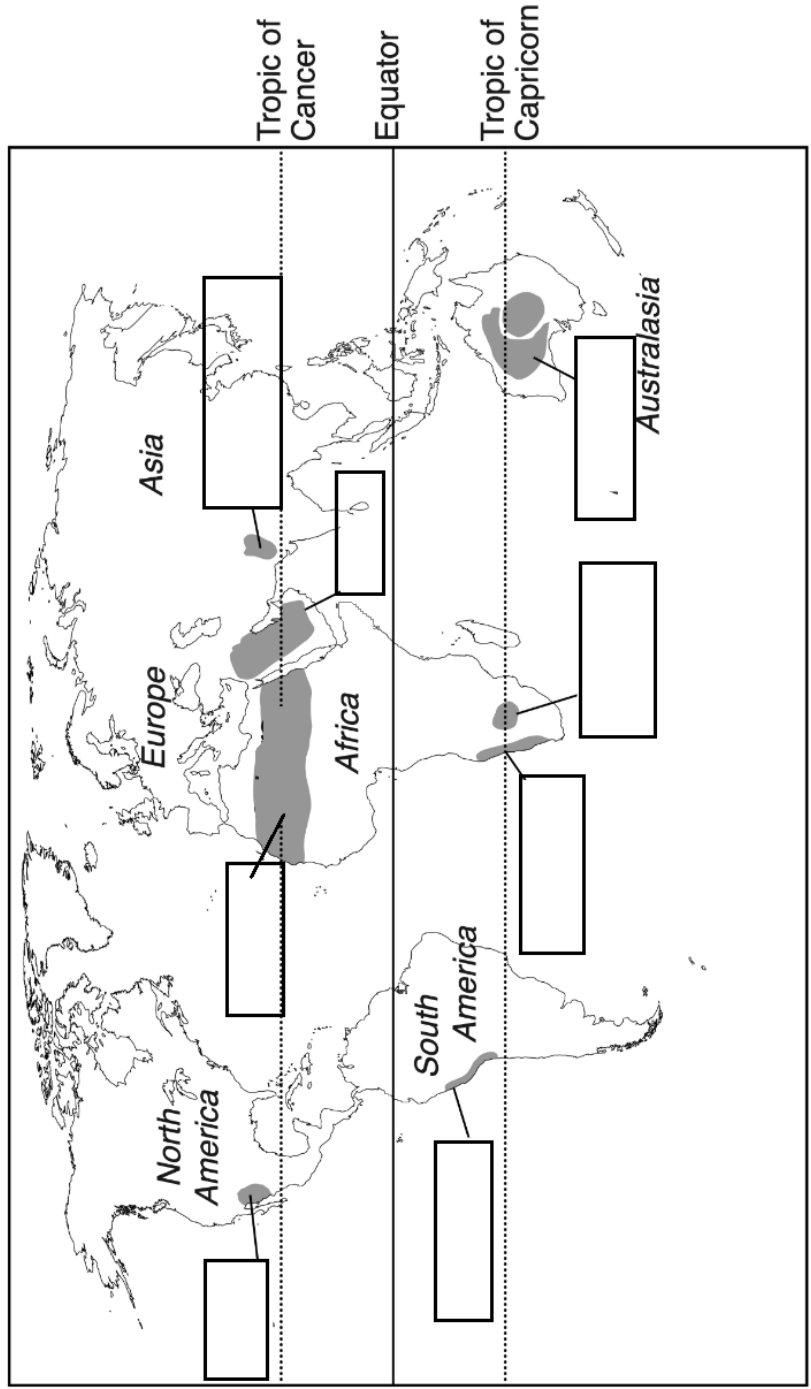 Tropic of
Cancer
Equator
Tropic of
Capricorn
Asia
Europe
Africa
Australasia
North
America
South
America